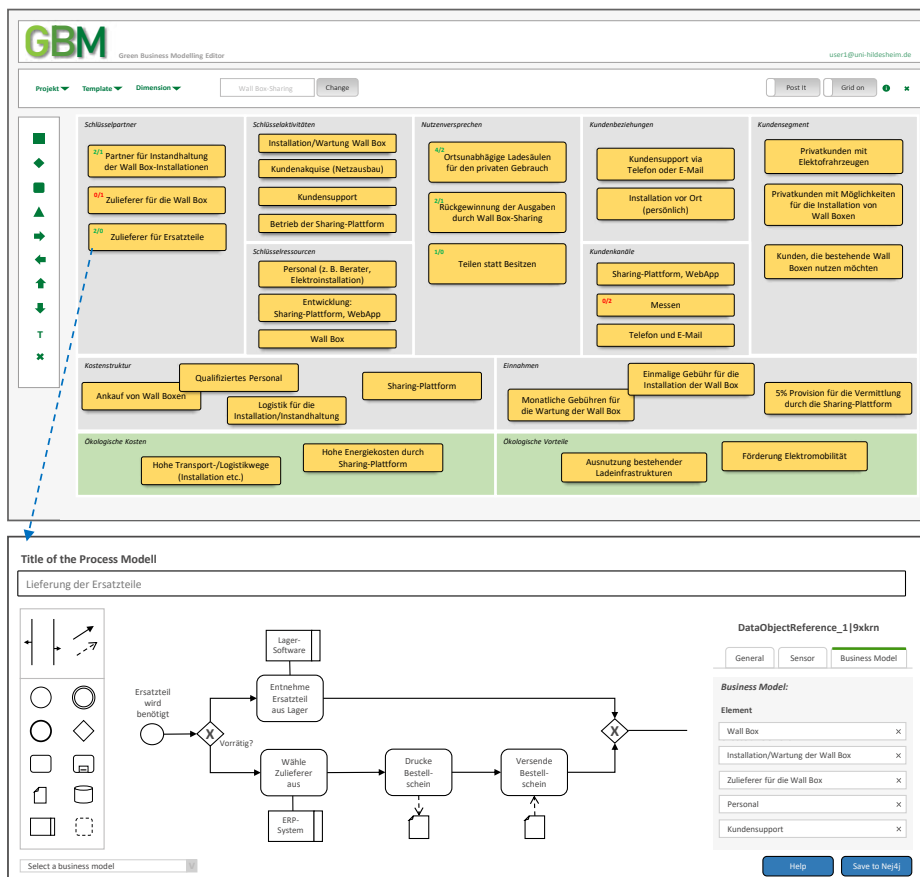 GBM
Green Business Modelling Editor
user1@uni-hildesheim.de
Projekt
Template
Dimension
Wall Box-Sharing
Change
Post It
Grid on
Schlüsselpartner
2/1
Partner für Instandhaltung
der Wall Box-Installationen
0/1
Zulieferer für die Wall Box
2/0
Zulieferer für Ersatzteile
Schlüsselaktivitäten
Installation/Wartung Wall Box
Kundenakquise (Netzausbau)
Kundensupport
Betrieb der Sharing-Plattform
Schlüsselressourcen
Personal (z. B. Berater,
Elektroinstallation)
Entwicklung:
Sharing-Plattform, WebApp
Wall Box
Nutzenversprechen
4/2
Ortsunabhägige Ladesäulen
für den privaten Gebrauch
2/1
Rückgewinnung der Ausgaben
durch Wall Box-Sharing
1/0
Teilen statt Besitzen
Kundenbeziehungen
Kundensupport via
Telefon oder E-Mail
Installation vor Ort
(persönlich)
Kundenkanäle
Sharing-Plattform, WebApp
0/2
Messen
Telefon und E-Mail
Kundensegment
Privatkunden mit
Elektofrahrzeugen
Privatkunden mit Möglichkeiten
für die Installation von
Wall Boxen
Kunden, die bestehende Wall
Boxen nutzen möchten
T
Kostenstruktur
Ankauf von Wall Boxen
Qualifiziertes Personal
Logistik für die
Installation/Instandhaltung
Sharing-Plattform
Einnahmen
Monatliche Gebühren für
die Wartung der Wall Box
Einmalige Gebühr für die
Installation der Wall Box
5% Provision für die Vermittlung
durch die Sharing-Plattform
Ökologische Kosten
Hohe Transport-/Logistikwege
(Installation etc.)
Hohe Energiekosten durch
Sharing-Plattform
Ökologische Vorteile
Ausnutzung bestehender
Ladeinfrastrukturen
Förderung Elektromobilität
Title of the Process Modell
Lieferung der Ersatzteile
Ersatzteil
wird
benötigt
X
Vorrätig?
Lager-
Software
Entnehme
Ersatzteil
aus Lager
Wähle
Zulieferer
aus
ERP-
System
Drucke
Bestell-
schein
Versende
Bestell-
schein
X
DataObjectReference_1|9xkrn
General
Sensor
Business Model
Business Model:
Element
Wall Box
Installation/Wartung der Wall Box
Zulieferer für die Wall Box
Personal
Kundensupport
Select a business model
Help
Save to Nej4j